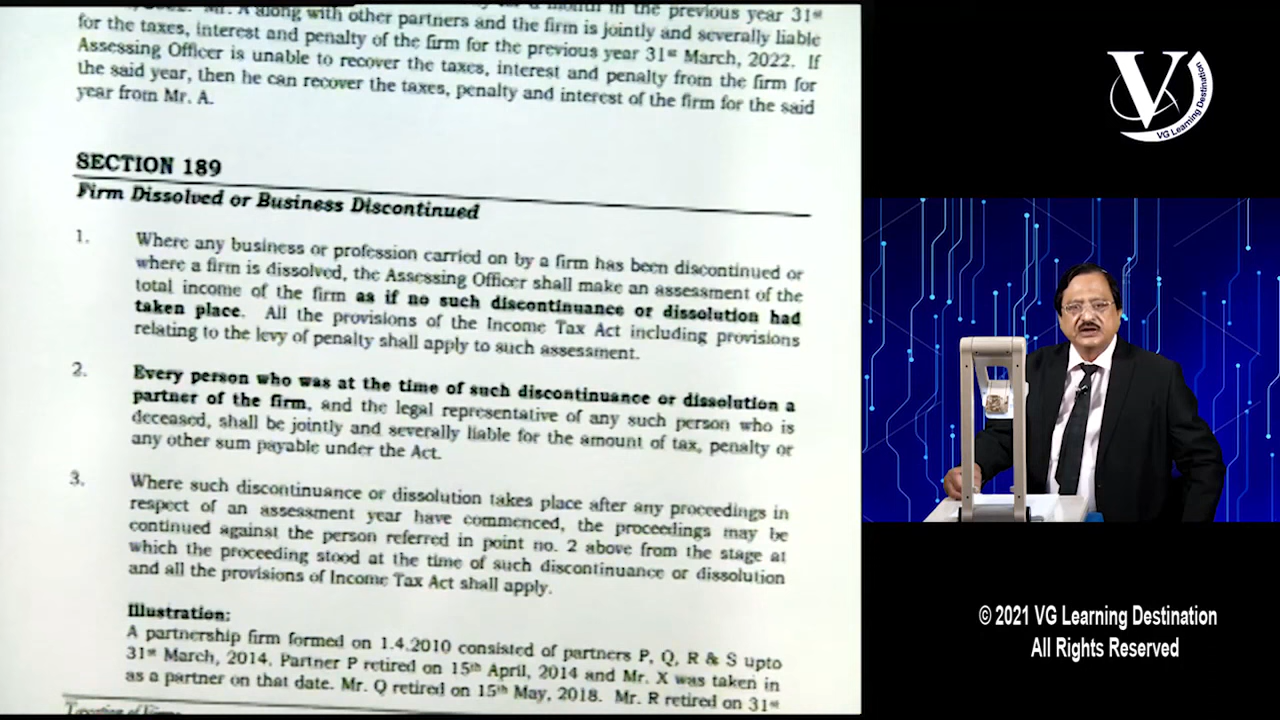 Mr. A along with other partners and the firm is jointly and severally liable
for the taxes, interest and penalty of the firm for the previous year 31st March, 2022. If
Assessing Officer is unable to recover the taxes, interest and penalty from the firm for
the said year, then he can recover the taxes, penalty and interest of the firm for the said
year from Mr. A.
SECTION 189
Firm Dissolved or Business Discontinued
1. Where any business or profession carried on by a firm has been discontinued or
where a firm is dissolved, the Assessing Officer shall make an assessment of the
total income of the firm as if no such discontinuance or dissolution had
taken place. All the provisions of the Income Tax Act including provisions
relating to the levy of penalty shall apply to such assessment.
2. Every person who was at the time of such discontinuance or dissolution a
partner of the firm, and the legal representative of any such person who is
deceased, shall be jointly and severally liable for the amount of tax, penalty or
any other sum payable under the Act.
3. Where such discontinuance or dissolution takes place after any proceedings in
respect of an assessment year have commenced, the proceedings may be
continued against the person referred in point no. 2 above from the stage at
which the proceeding stood at the time of such discontinuance or dissolution
and all the provisions of Income Tax Act shall apply.
Illustration:
A partnership firm formed on 1.4.2010 consisted of partners P, Q, R & S upto
31st March, 2014. Partner P retired on 15th April, 2014 and Mr. X was taken in
as a partner on that date. Mr. Q retired on 15th May, 2018. Mr. R retired on 31st
V
VG Learning Destination
© 2021 VG Learning Destination
All Rights Reserved